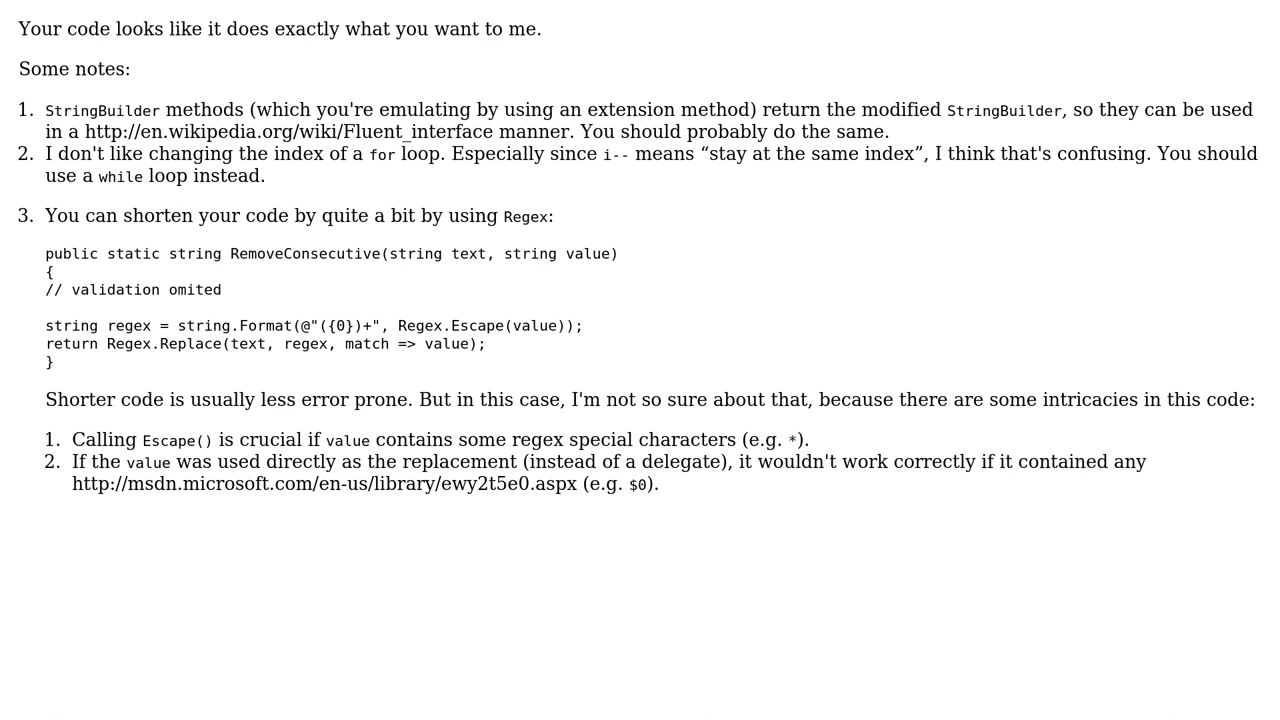 Your code looks like it does exactly what you want to me.
Some notes:
1. StringBuilder methods (which you're emulating by using an extension method) return the modified StringBuilder, so they can be used
in a http://en.wikipedia.org/wiki/Fluent_interface manner. You should probably do the same.
2. I don't like changing the index of a for loop. Especially since i-- means “stay at the same index”, I think that's confusing. You should
use a while loop instead.
3. You can shorten your code by quite a bit by using Regex:
public static string RemoveConsecutive(string text, string value)
{
// validation omited
string regex = string.Format(@"({0})+", Regex.Escape(value));
return Regex.Replace(text, regex, match => value);
}
Shorter code is usually less error prone. But in this case, I'm not so sure about that, because there are some intricacies in this code:
1. Calling Escape() is crucial if value contains some regex special characters (e.g. *).
2. If the value was used directly as the replacement (instead of a delegate), it wouldn't work correctly if it contained any
http://msdn.microsoft.com/en-us/library/ewy2t5e0.aspx (e.g. $0).